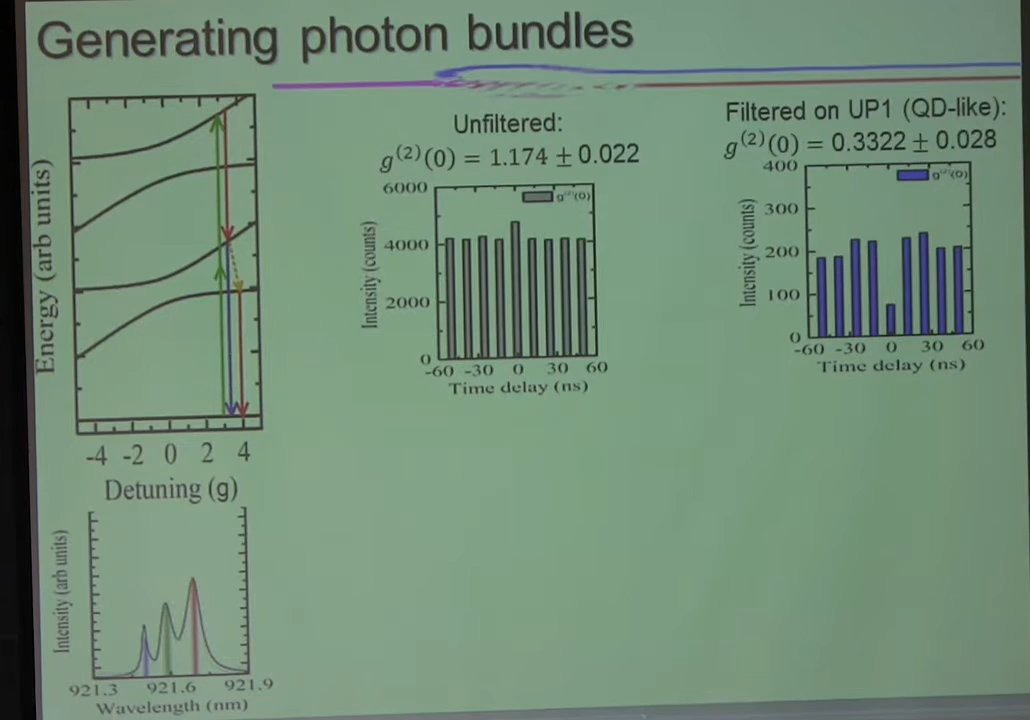 Generating photon bundles
Energy (arb units)
-4 -2 0 2 4
Detuning (g)
Intensity (arb units)
921.3 921.6 921.9
Wavelength (nm)
Unfiltered:
g⁽²⁾(0) = 1.174 ± 0.022
6000
4000
2000
0
g⁽²⁾(0)
Intensity (counts)
-60 -30 0 30 60
Time delay (ns)
Filtered on UP1 (QD-like):
g⁽²⁾(0) = 0.3322 ± 0.028
400
300
200
100
0
g⁽²⁾(0)
Intensity (counts)
-60 -30 0 30 60
Time delay (ns)